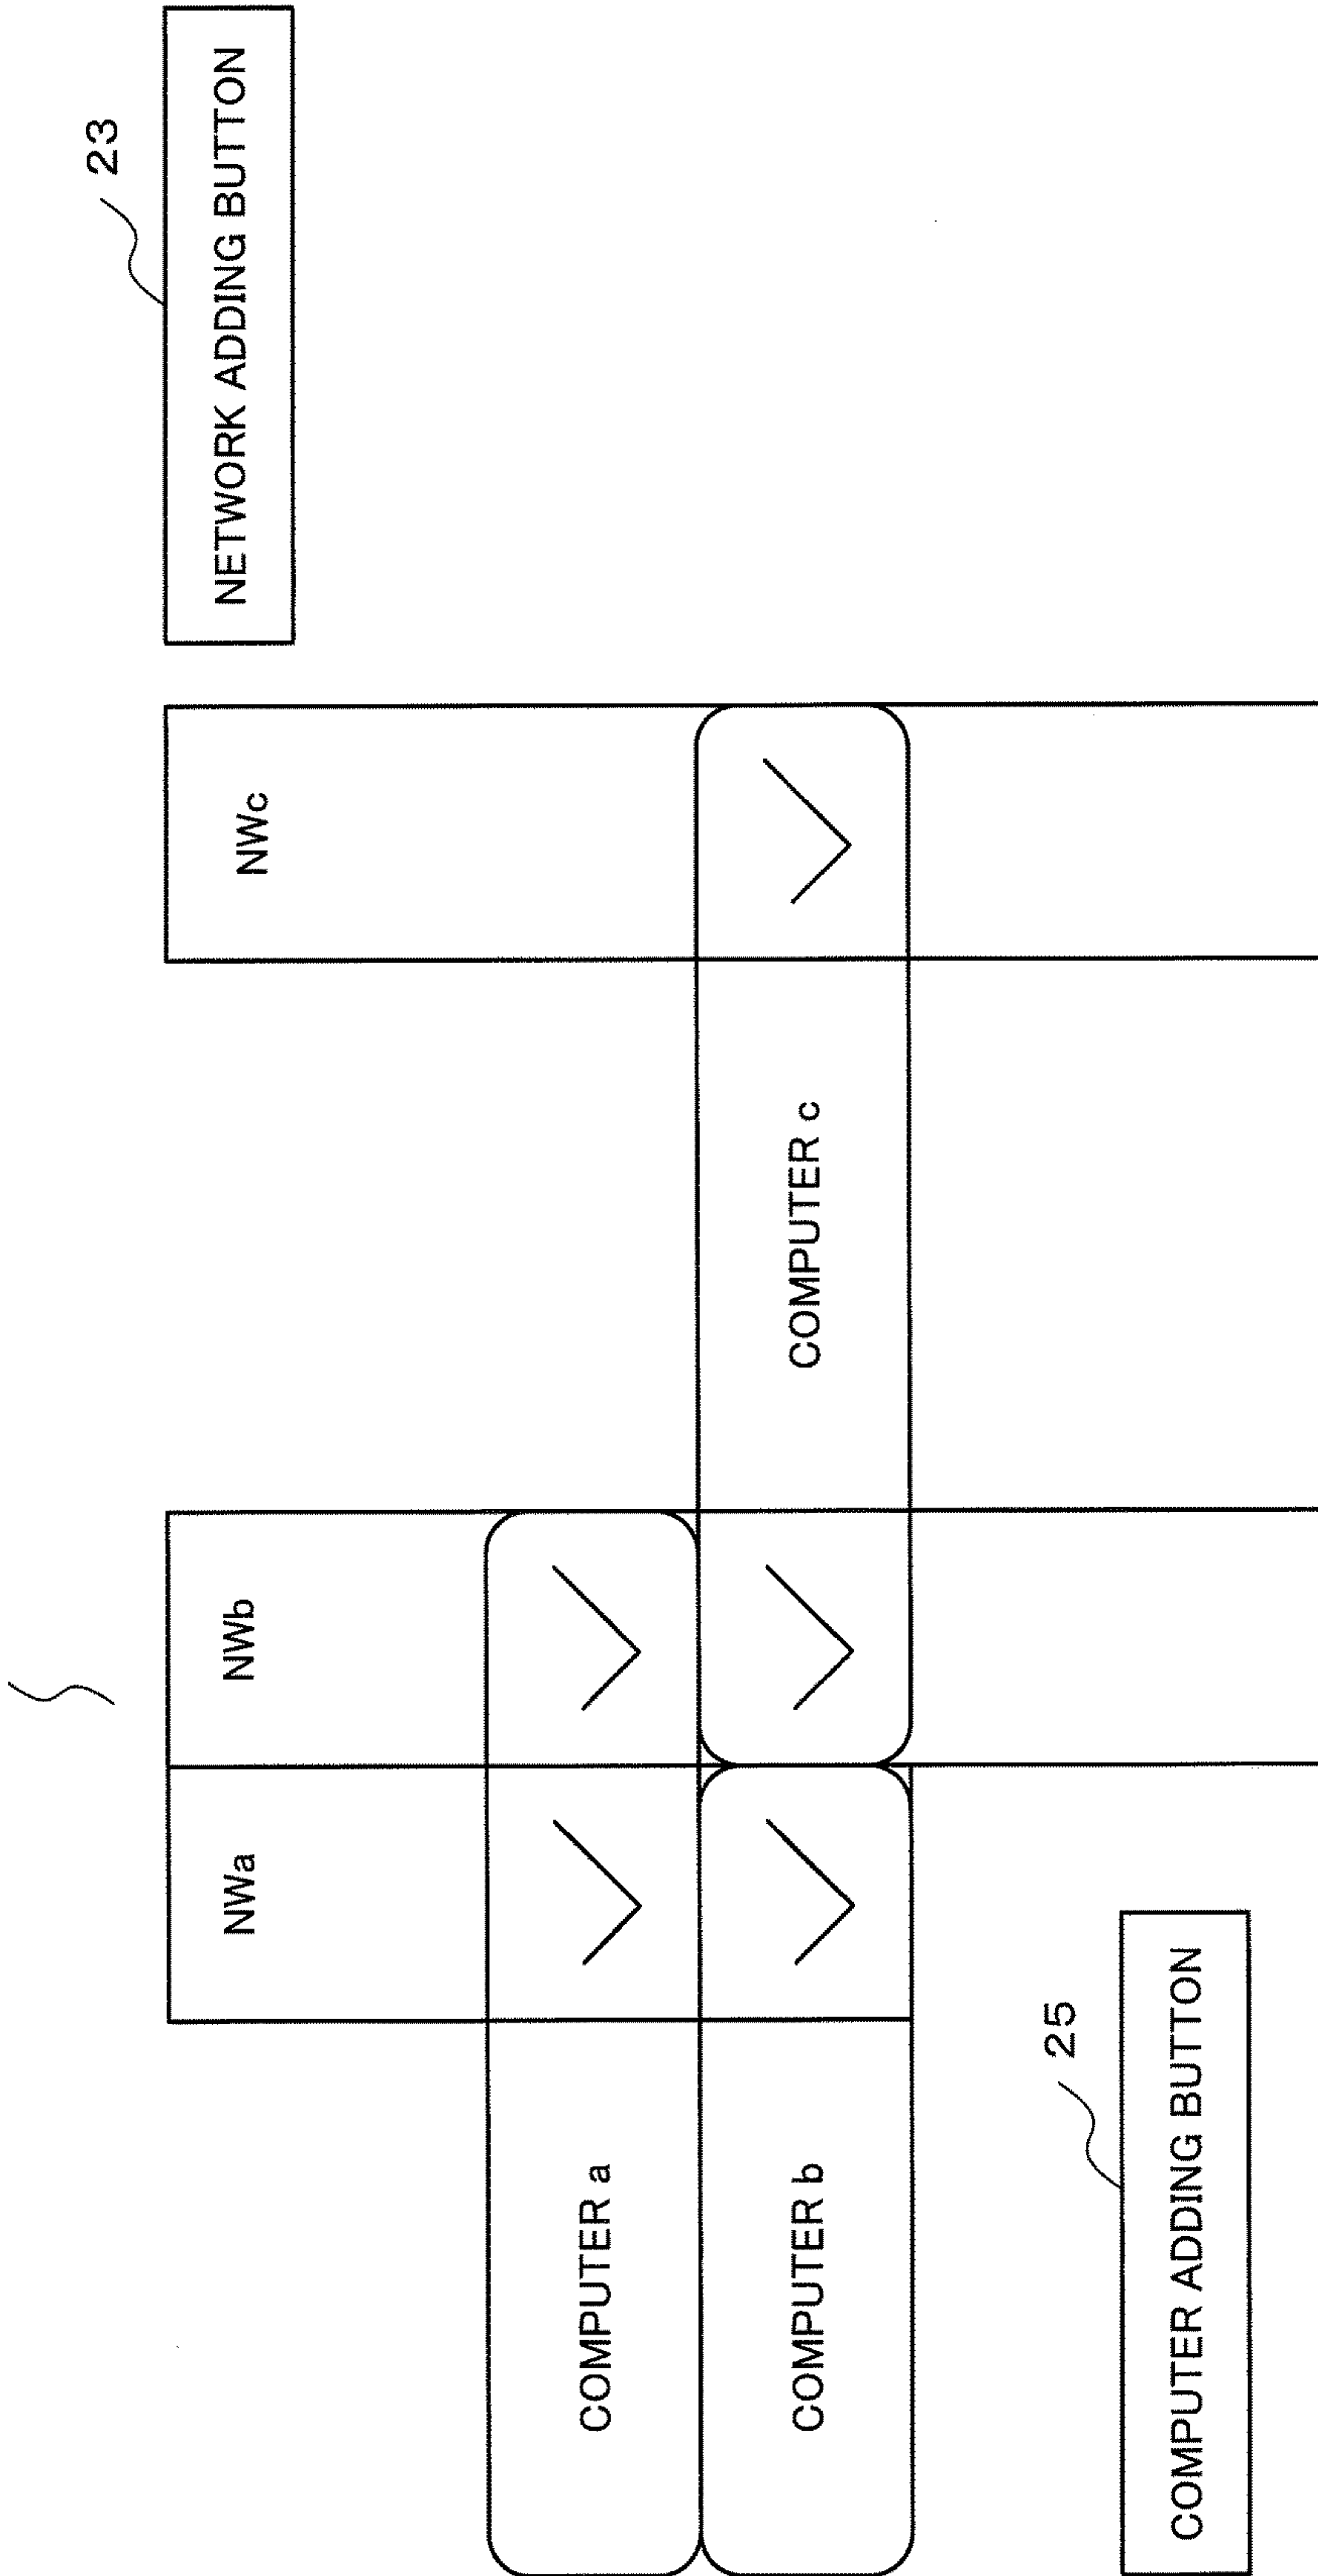 23
NETWORK ADDING BUTTON
NWa
NWb
NWc
COMPUTER a
COMPUTER b
COMPUTER c
25
COMPUTER ADDING BUTTON